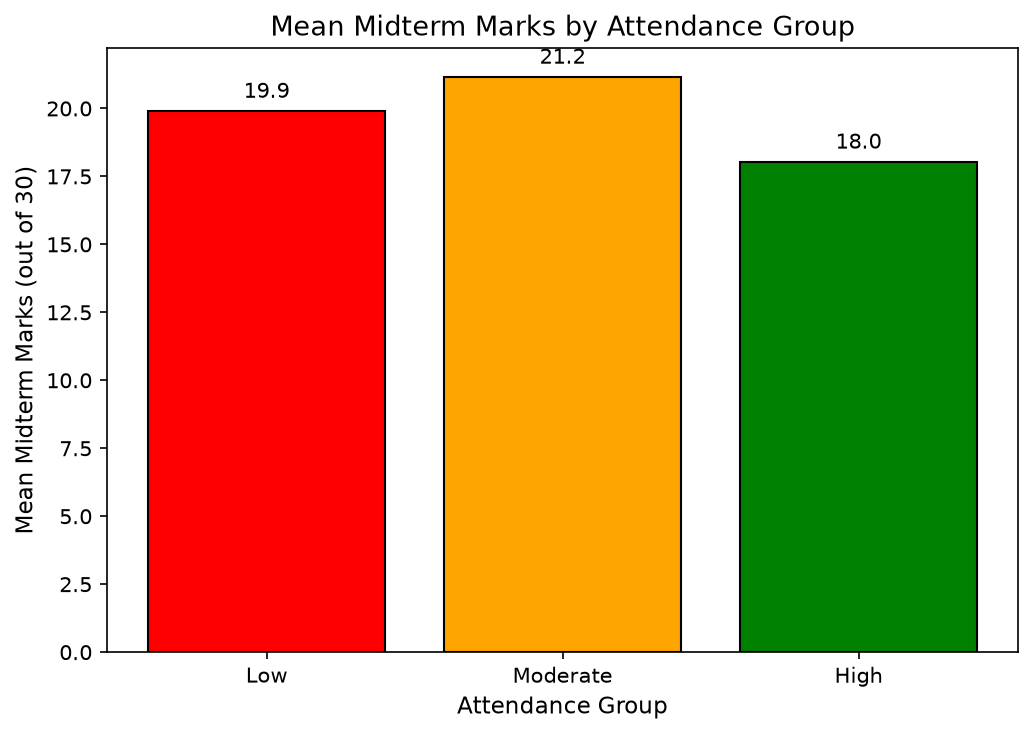 Mean Midterm Marks by Attendance Group
Mean Midterm Marks (out of 30)
20.0
17.5
15.0
12.5
10.0
7.5
5.0
2.5
0.0
19.9
21.2
18.0
Low
Moderate
High
Attendance Group